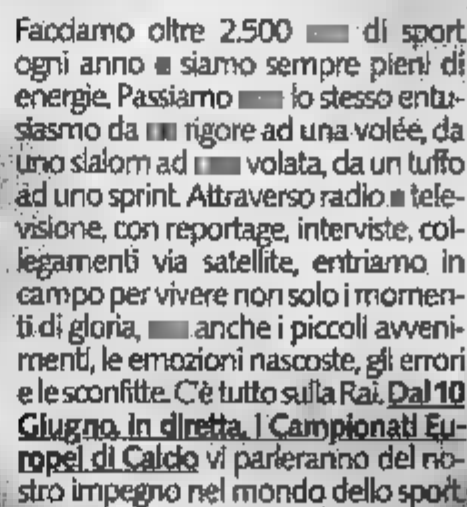 Facciamo oltre 2.500 di sport
ogni anno siamo sempre pieni di
energie. Passiamo lo stesso entu-
siasmo da rigore ad una volée, da
uno slalom ad volata, da un tuffo
ad uno sprint. Attraverso radio tele-
visione, con reportage, interviste, col-
legamenti via satellite, entriamo in
campo per vivere non solo i momen-
ti di gloria, anche i piccoli avveni-
menti, le emozioni nascoste, gli errori
e le sconfitte. C'è tutto sulla Rai. Dal 10
Giugno, in diretta, i Campionati Eu-
ropei di Calcio vi parleranno del no-
stro impegno nel mondo dello sport.